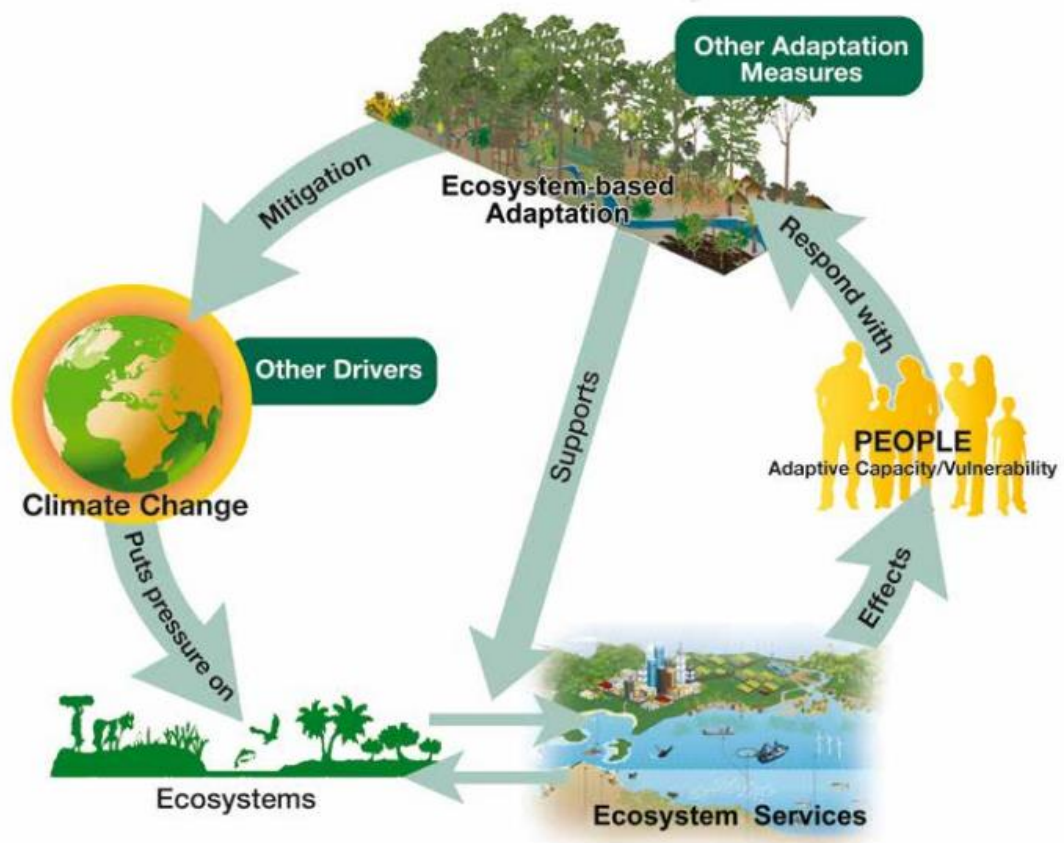 Other Adaptation
Measures
Mitigation
Ecosystem-based
Adaptation
Respond with
Other Drivers
Supports
PEOPLE
Adaptive Capacity/Vulnerability
Climate Change
Puts pressure on
Effects
Ecosystems
Ecosystem Services